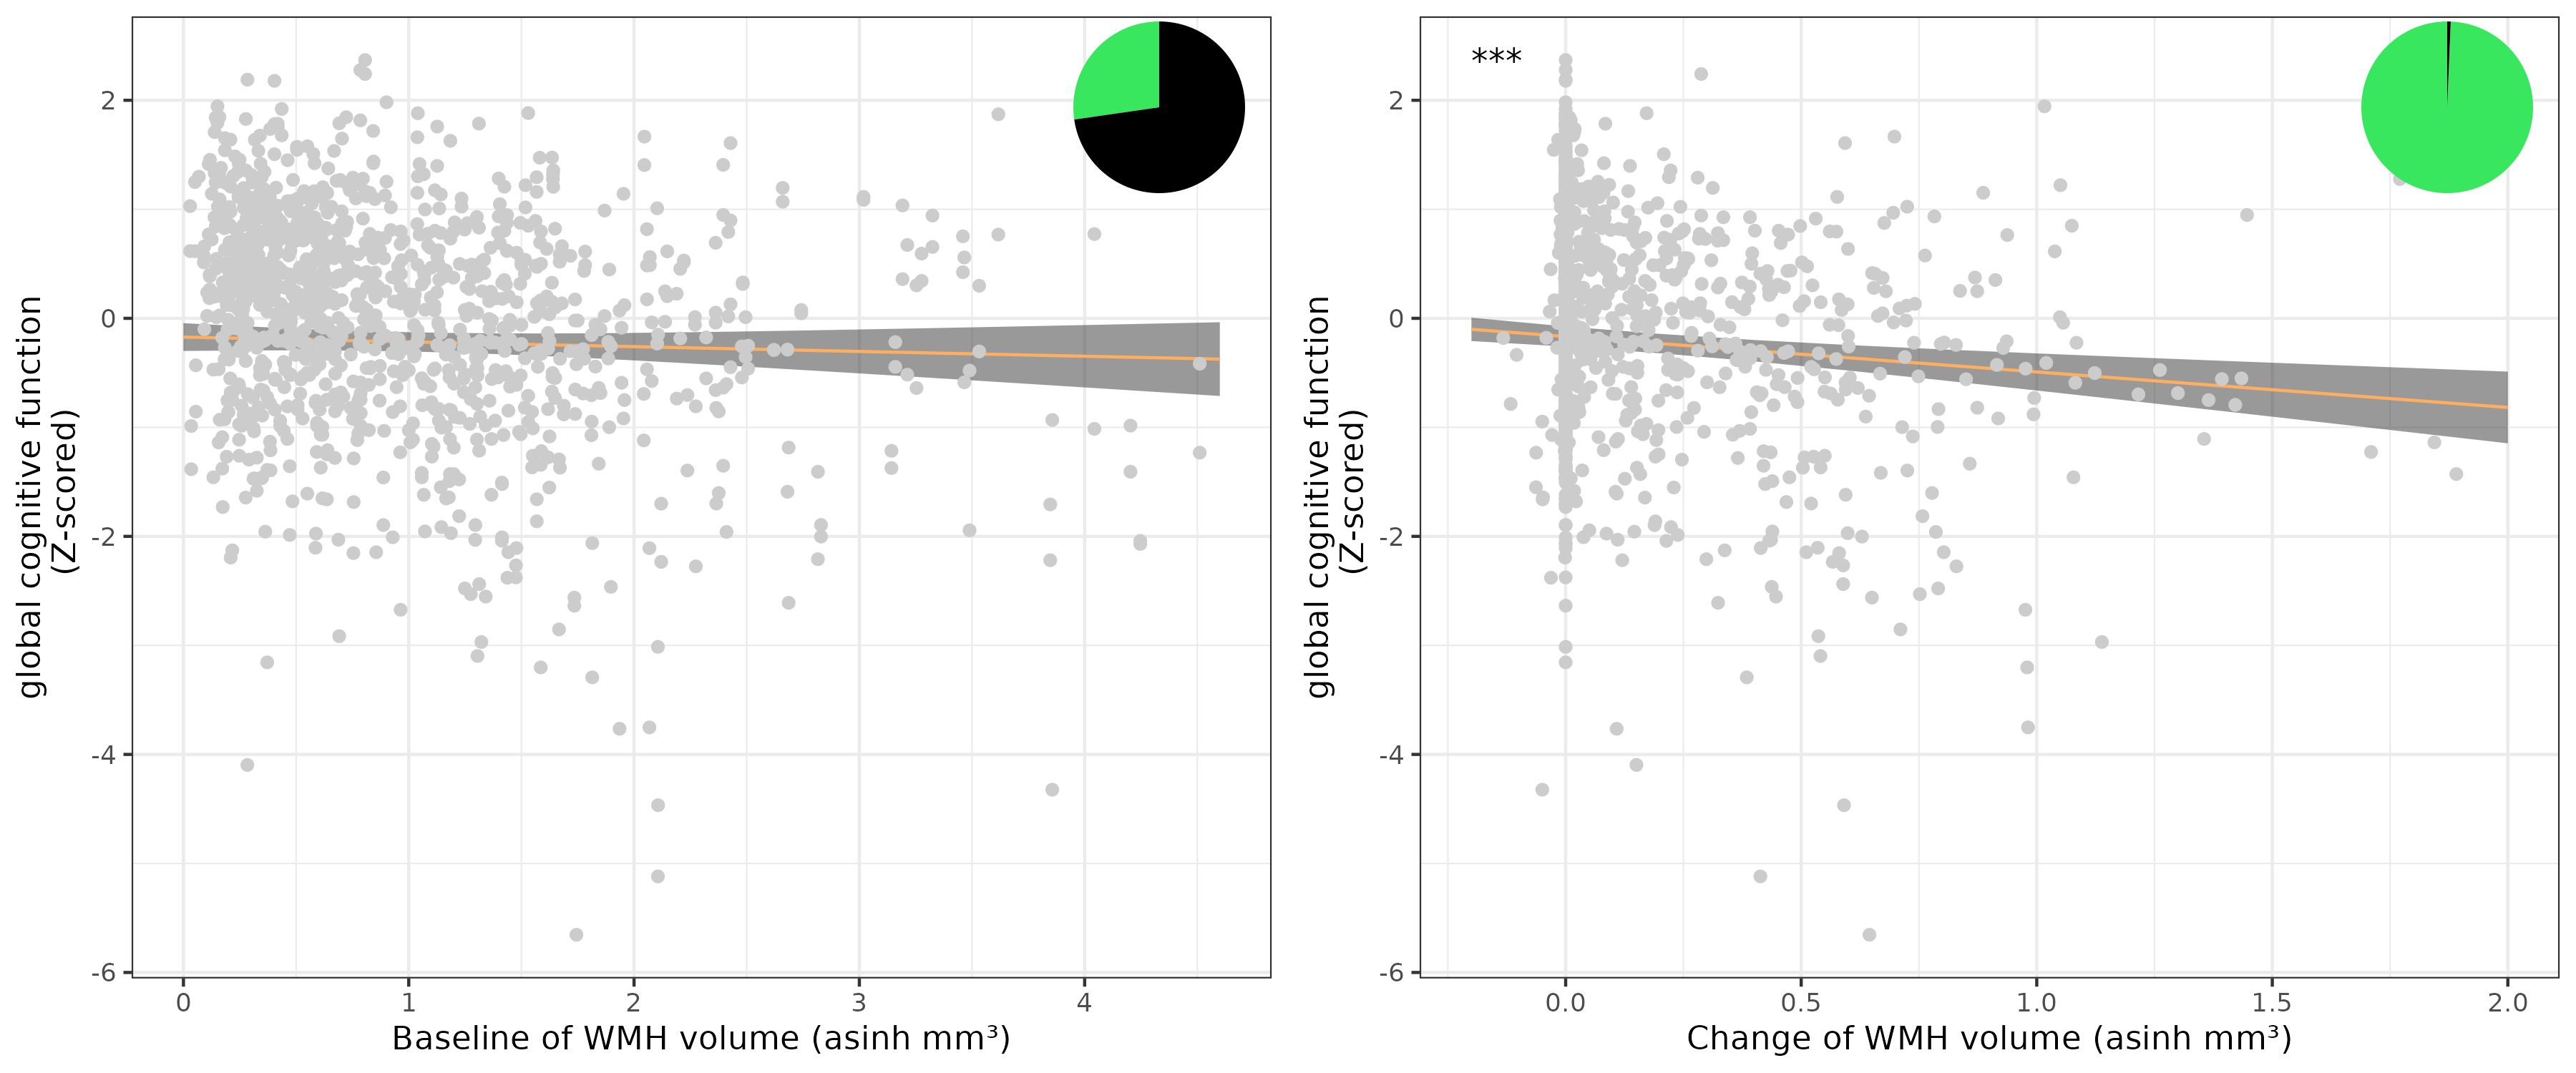 global cognitive function
(Z-scored)
2
0
-2
-4
-6
0 1 2 3 4
Baseline of WMH volume (asinh mm³)
global cognitive function
(Z-scored)
***
2
0
-2
-4
-6
0.0 0.5 1.0 1.5 2.0
Change of WMH volume (asinh mm³)